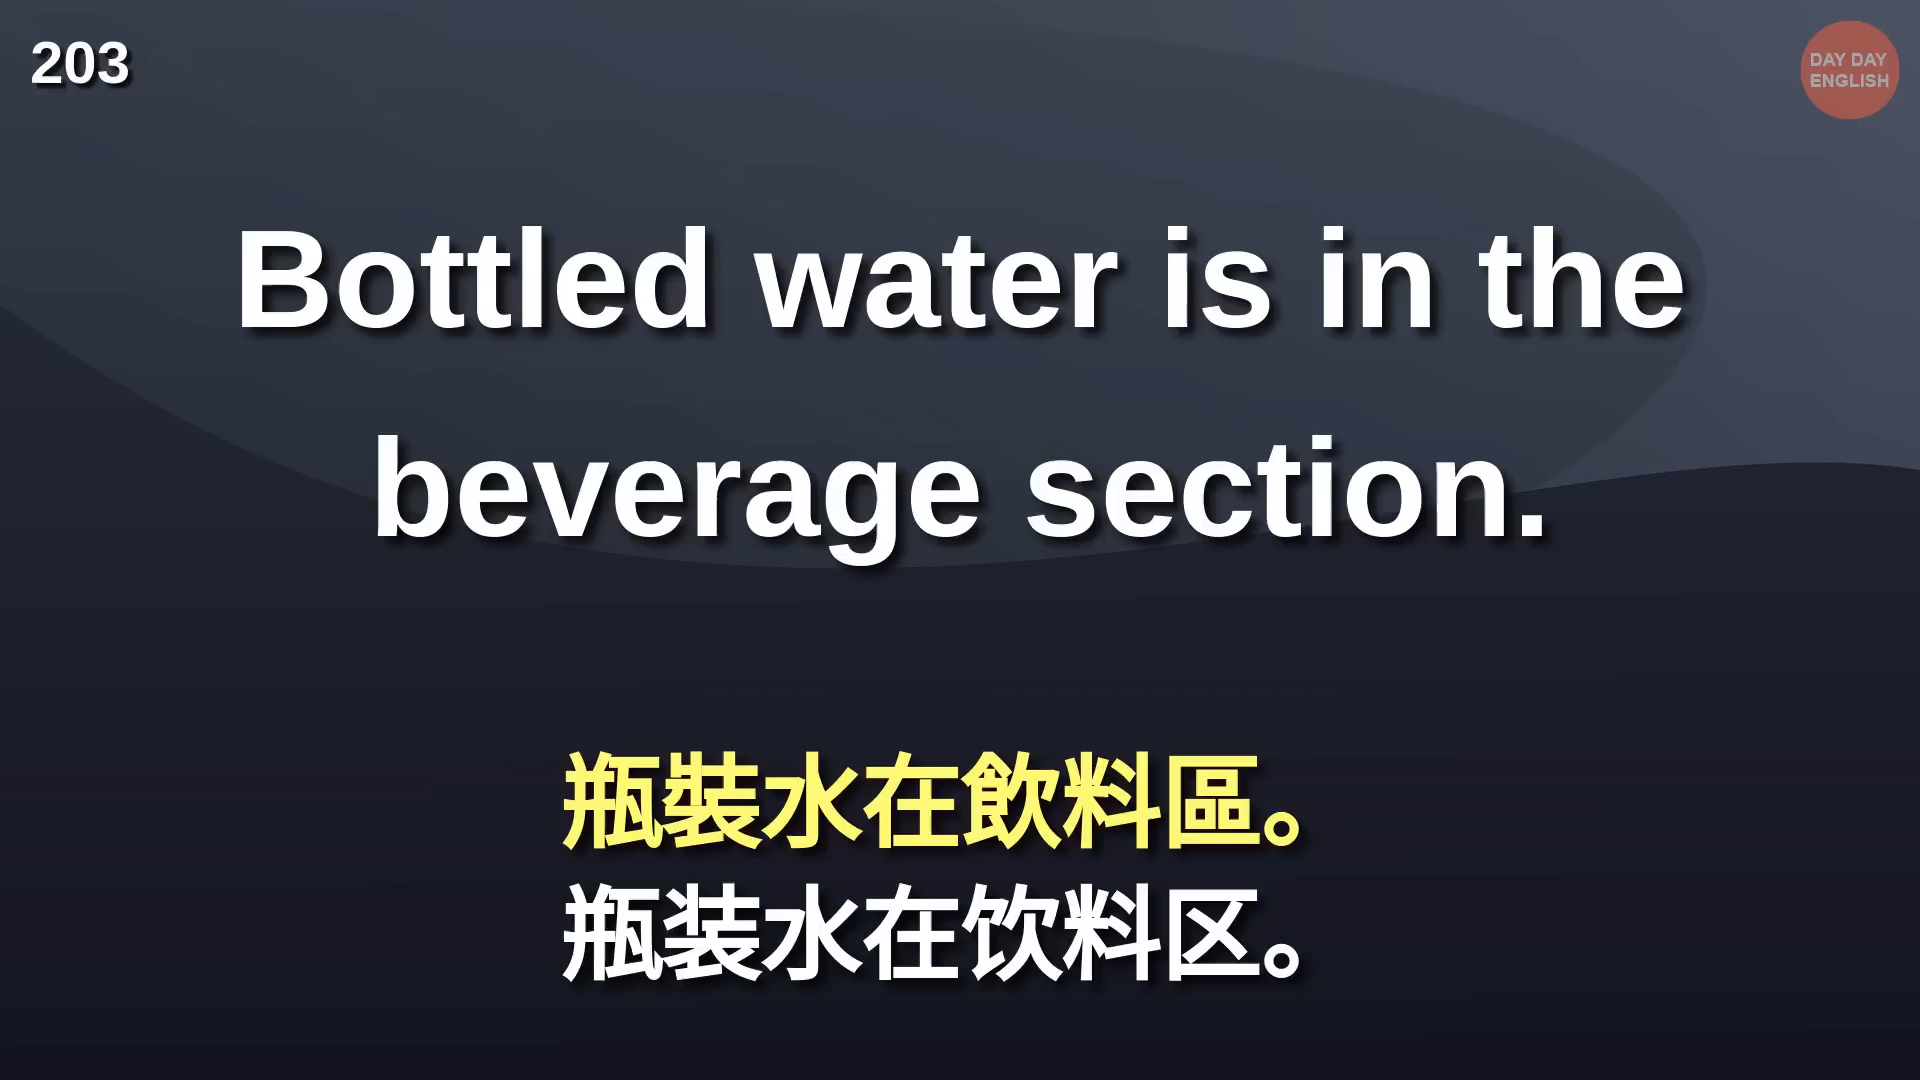 203
DAY DAY
ENGLISH
Bottled water is in the
beverage section.
瓶裝水在飲料區。
瓶装水在饮料区。